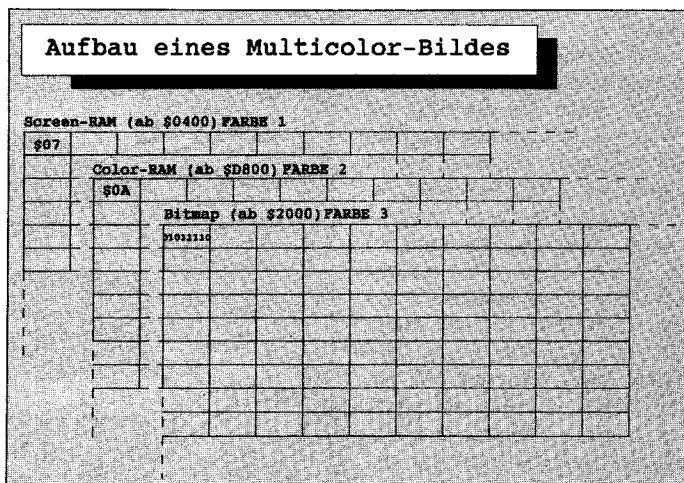 Aufbau eines Multicolor-Bildes
Screen-RAM (ab $0400) FARBE 1
$07
Color-RAM (ab $D800) FARBE 2
$0A
Bitmap (ab $2000) FARBE 3